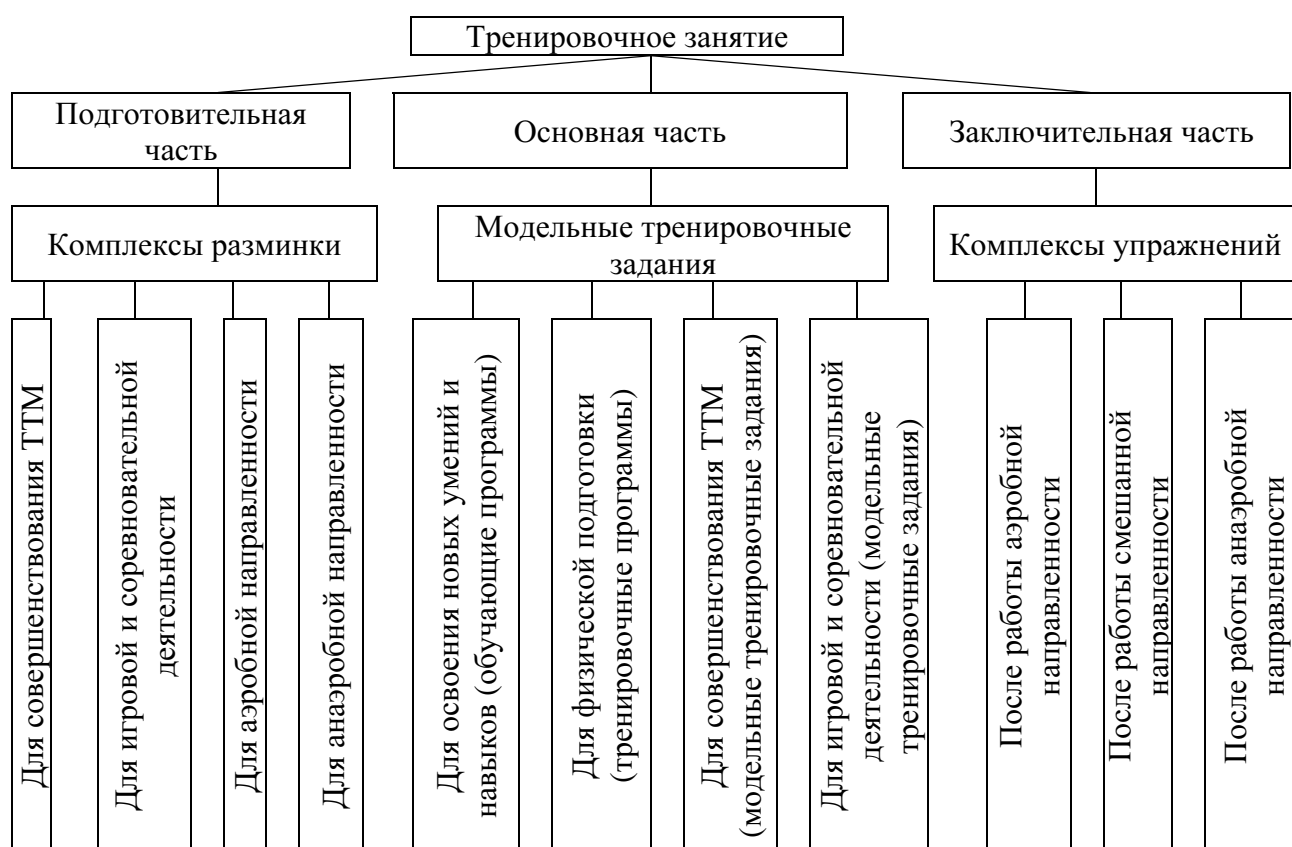 Тренировочное занятие
Подготовительная
часть
Основная часть
Заключительная часть
Комплексы разминки
Модельные тренировочные
задания
Комплексы упражнений
Для совершенствования ТТМ
Для игровой и соревновательной
деятельности
Для аэробной направленности
Для анаэробной направленности
Для освоения новых умений и
навыков (обучающие программы)
Для физической подготовки
(тренировочные программы)
Для совершенствования ТТМ
(модельные тренировочные задания)
Для игровой и соревновательной
деятельности (модельные
тренировочные задания)
После работы аэробной
направленности
После работы смешанной
направленности
После работы анаэробной
направленности